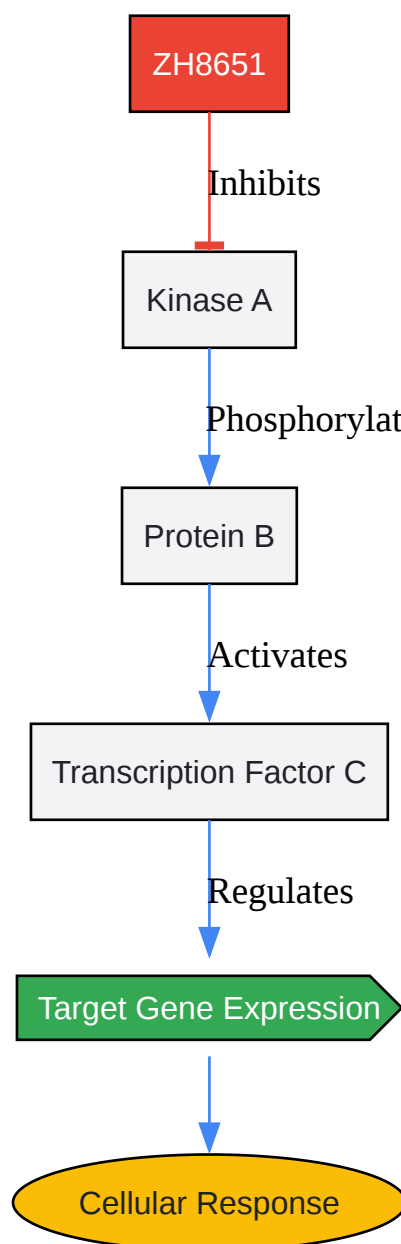 ZH8651
Inhibits
Kinase A
Phosphorylat
Protein B
Activates
Transcription Factor C
Regulates
Target Gene Expression
Cellular Response